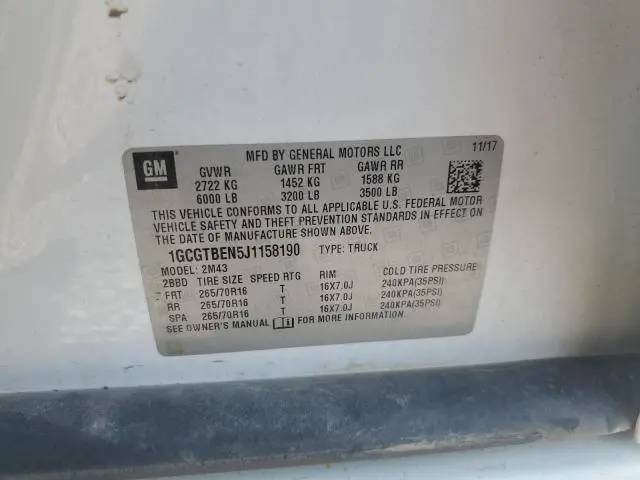 GM
MFD BY GENERAL MOTORS LLC
11/17
GVWR GAWR FRT GAWR RR
2722 KG 1452 KG 1588 KG
6000 LB 3200 LB 3500 LB
THIS VEHICLE CONFORMS TO ALL APPLICABLE U.S. FEDERAL MOTOR
VEHICLE SAFETY AND THEFT PREVENTION STANDARDS IN EFFECT ON
THE DATE OF MANUFACTURE SHOWN ABOVE.
1GCGTBEN5J1158190 TYPE: TRUCK
MODEL: 2M43
2BBD TIRE SIZE SPEED RTG RIM COLD TIRE PRESSURE
FRT 265/70R16 T 16X7.0J 240KPA(35PSI)
RR 265/70R16 T 16X7.0J 240KPA(35PSI)
SPA 265/70R16 T 16X7.0J 240KPA(35PSI)
SEE OWNER'S MANUAL FOR MORE INFORMATION.